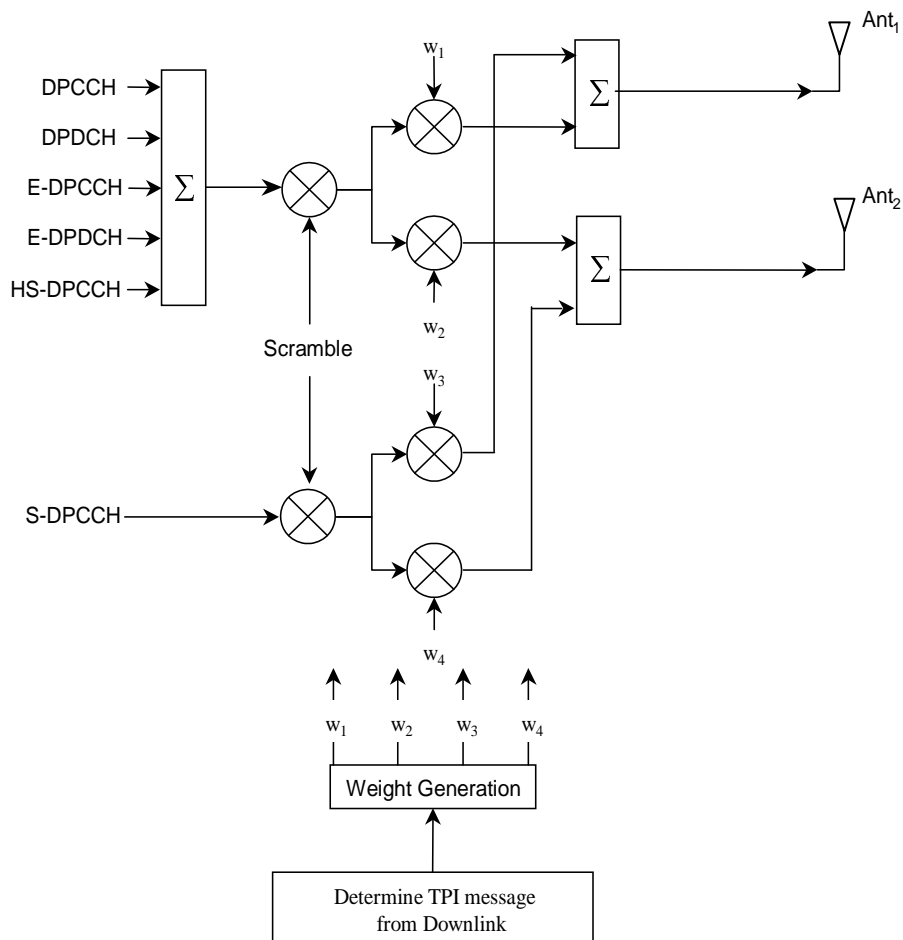 Ant1
w1
DPCCH
Σ
DPDCH
E-DPCCH
Σ
Ant2
E-DPDCH
Σ
HS-DPCCH
w2
Scramble
w3
S-DPCCH
w4
w1 w2 w3 w4
Weight Generation
Determine TPI message
from Downlink